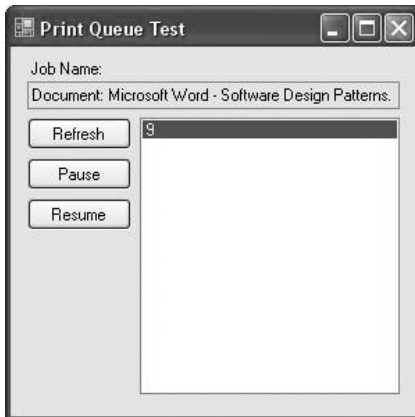 Print Queue Test
Job Name:
Document: Microsoft Word - Software Design Patterns.
Refresh
9
Pause
Resume